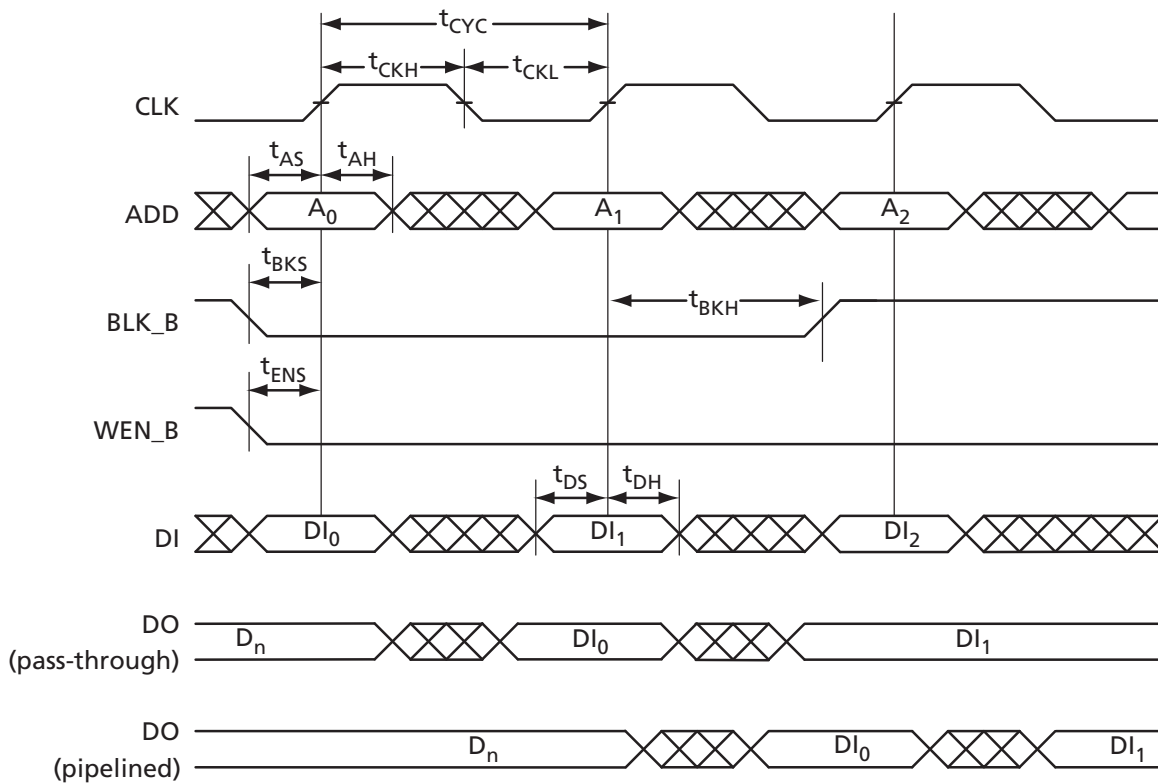 tCYC
tCKH tCKL
CLK
tAS tAH
ADD A0 A1 A2
tBKS
BLK_B tBKH
tENS
WEN_B
tDS tDH
DI DI0 DI1 DI2
DO
(pass-through) Dn DI0 DI1
DO
(pipelined) Dn DI0 DI1